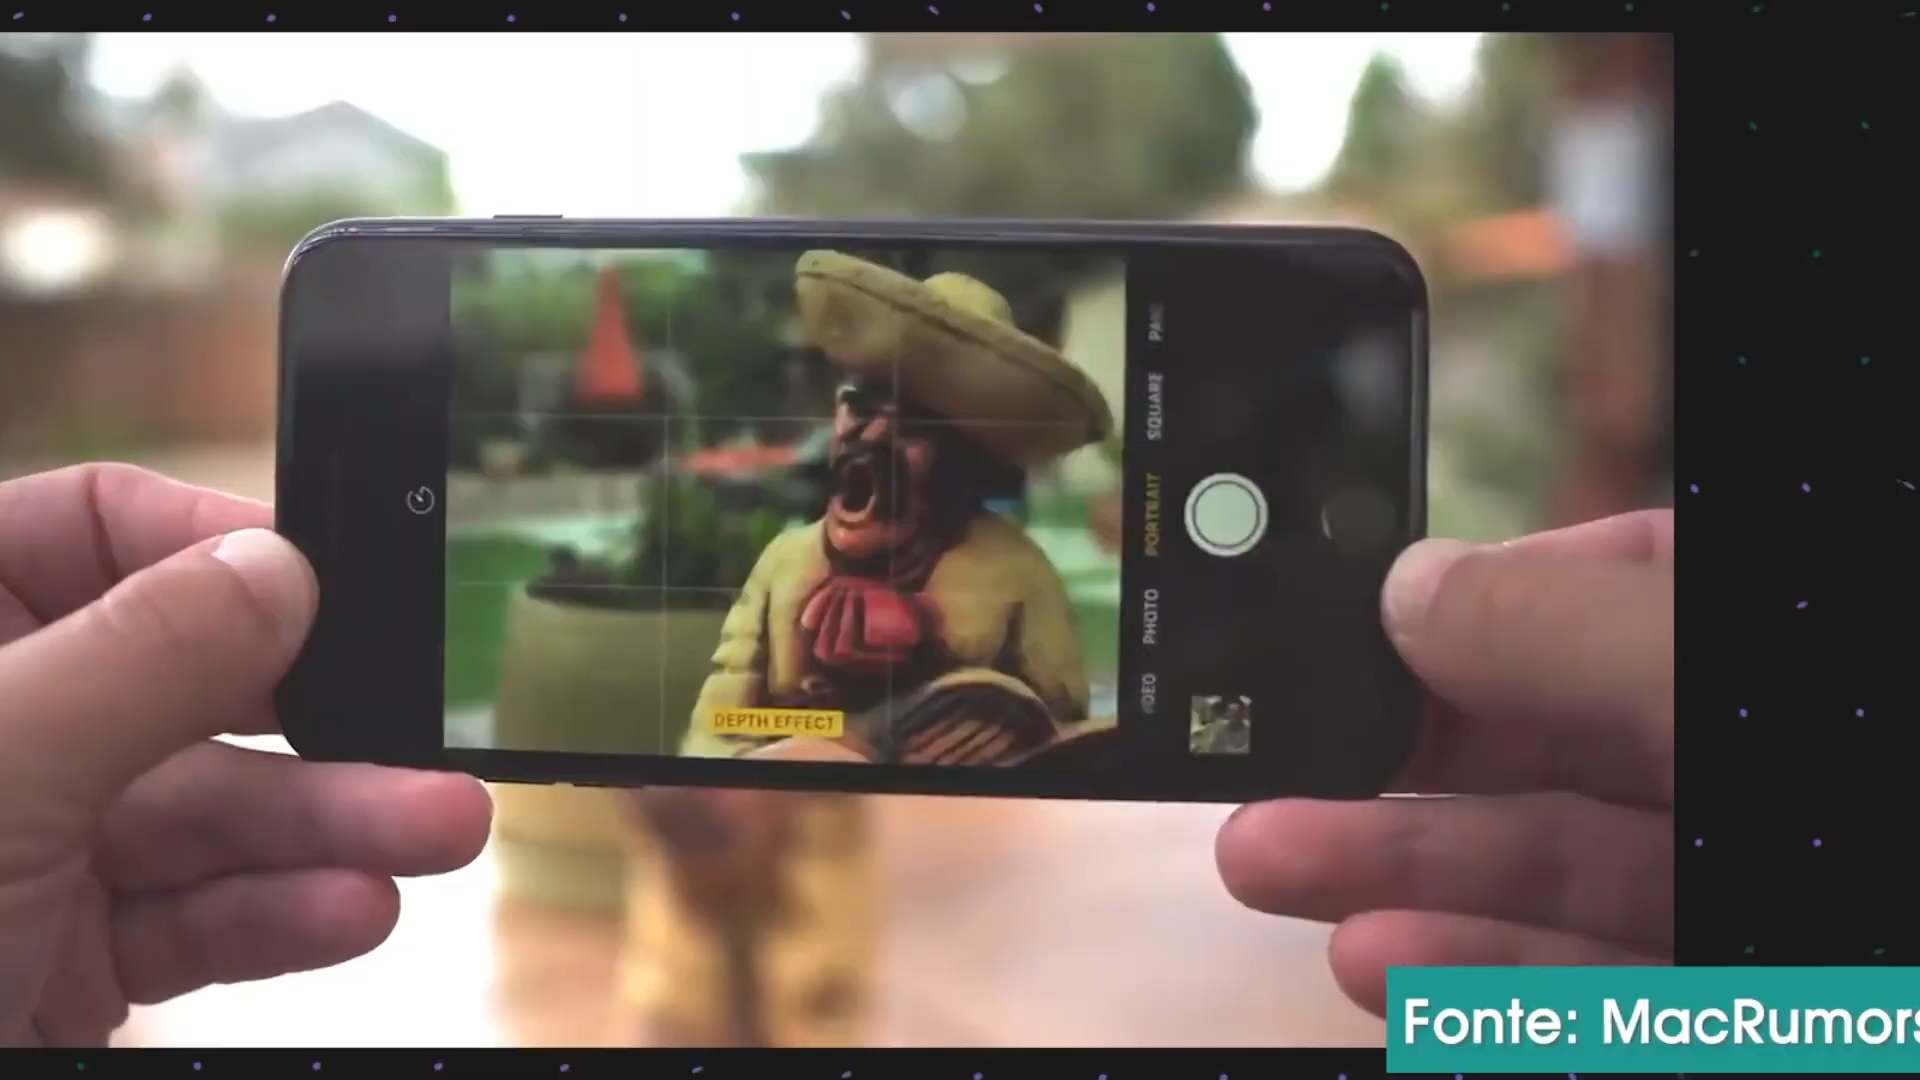 SQUARE
PORTRAIT
PHOTO
DEPTH EFFECT
Fonte: MacRumors